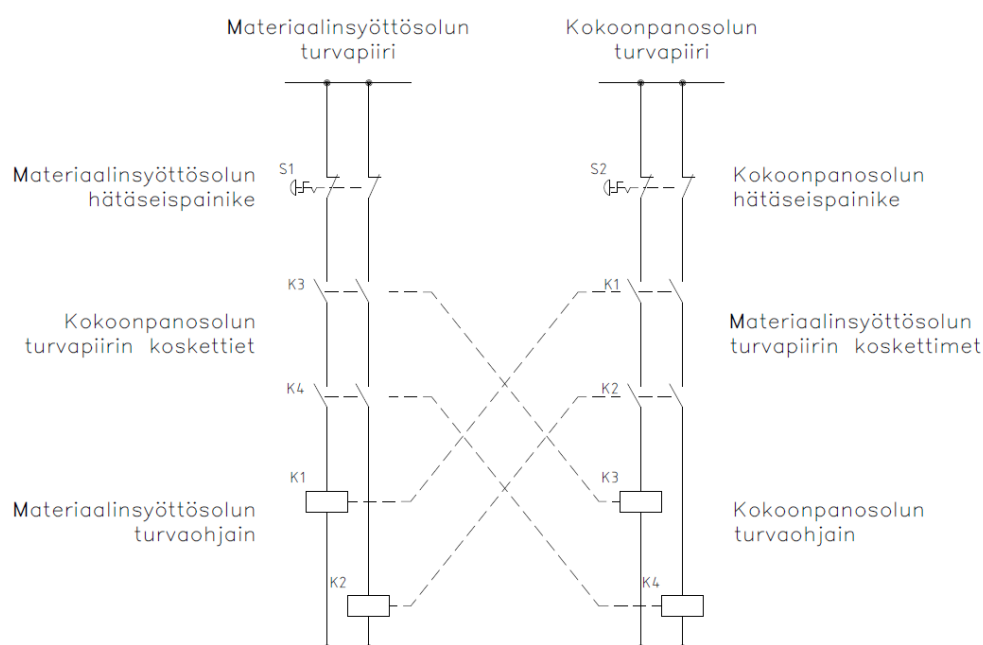 Materiaalinsyöttösolun
turvapiiri
Kokoonpanosolun
turvapiiri
Materiaalinsyöttösolun
hätäseispainike
S1
S2
Kokoonpanosolun
hätäseispainike
K3
K1
Kokoonpanosolun
turvapiirin koskettiet
Materiaalinsyöttösolun
turvapiirin koskettimet
K4
K2
K1
K3
Materiaalinsyöttösolun
turvaohjain
Kokoonpanosolun
turvaohjain
K2
K4